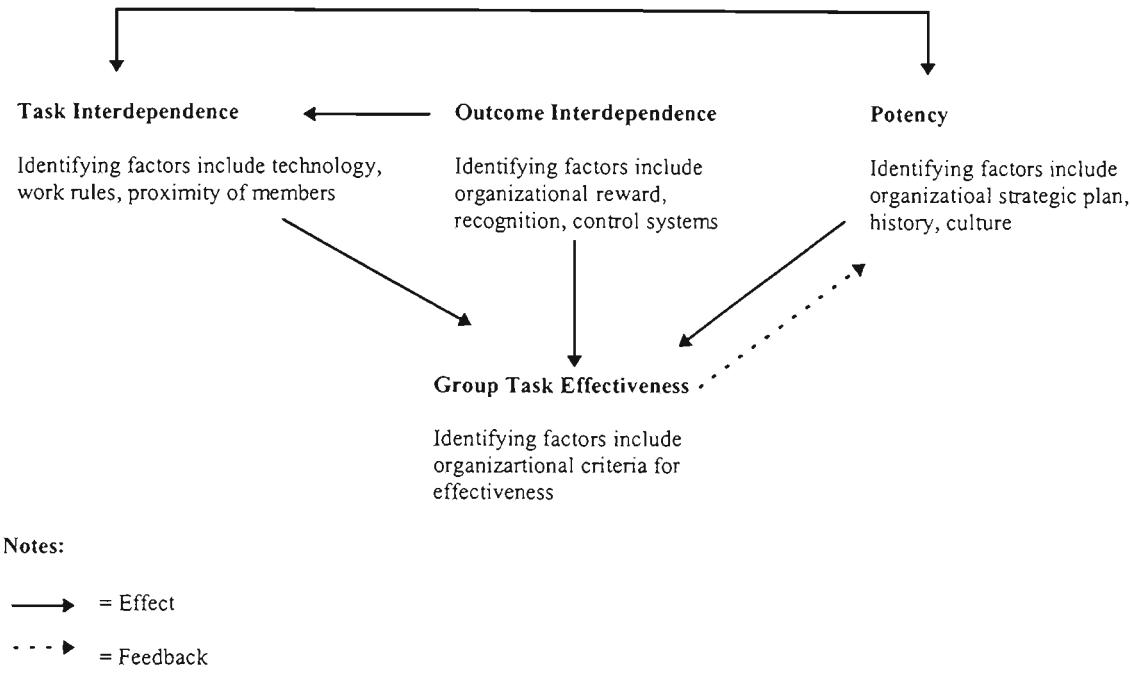 Task Interdependence
Identifying factors include technology,
work rules, proximity of members
Outcome Interdependence
Identifying factors include
organizational reward,
recognition, control systems
Potency
Identifying factors include
organizatioal strategic plan,
history, culture
Group Task Effectiveness
Identifying factors include
organizartional criteria for
effectiveness
Notes:
= Effect
= Feedback